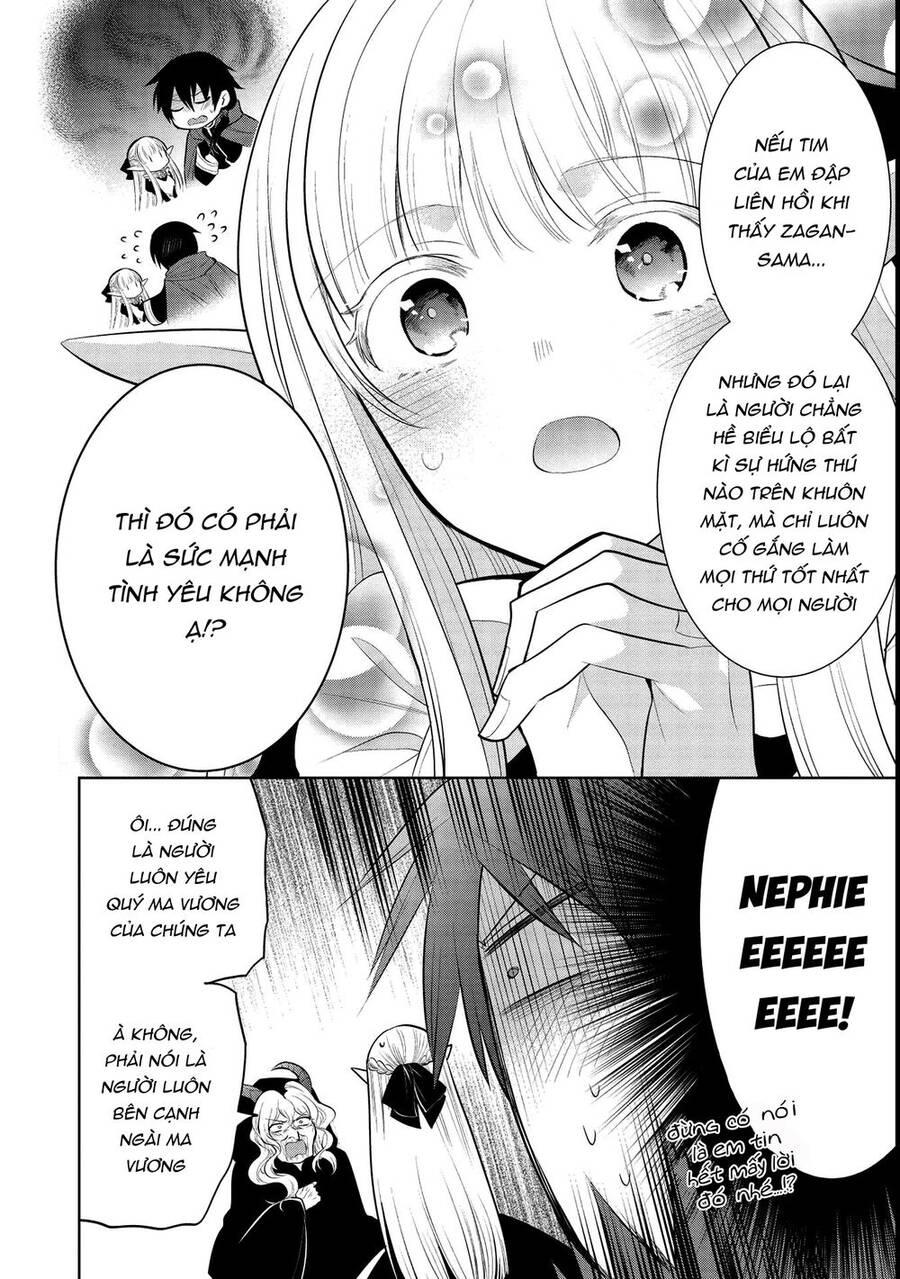 NẾU TIM
CỦA EM ĐẬP
LIÊN HỒI KHI
THẤY ZAGAN-
SAMA...
NHƯNG ĐÓ LẠI
LÀ NGƯỜI CHẲNG
HỀ BIỂU LỘ BẤT
KÌ SỰ HỨNG THÚ
NÀO TRÊN KHUÔN
MẶT, MÀ CHỈ LUÔN
CỐ GẮNG LÀM
MỌI THỨ TỐT NHẤT
CHO MỌI NGƯỜI
THÌ ĐÓ CÓ PHẢI
LÀ SỨC MẠNH
TÌNH YÊU KHÔNG
Ạ!?
NEPHIE
EEEEEE
EEEE!
đừng có nói
là em tin
hết mấy lời
đó nhé...!?
ÔI... ĐÚNG
LÀ NGƯỜI
LUÔN YÊU
QUÝ MA VƯƠNG
CỦA CHÚNG TA
À KHÔNG,
PHẢI NÓI LÀ
NGƯỜI LUÔN
BÊN CẠNH
NGÀI MA
VƯƠNG